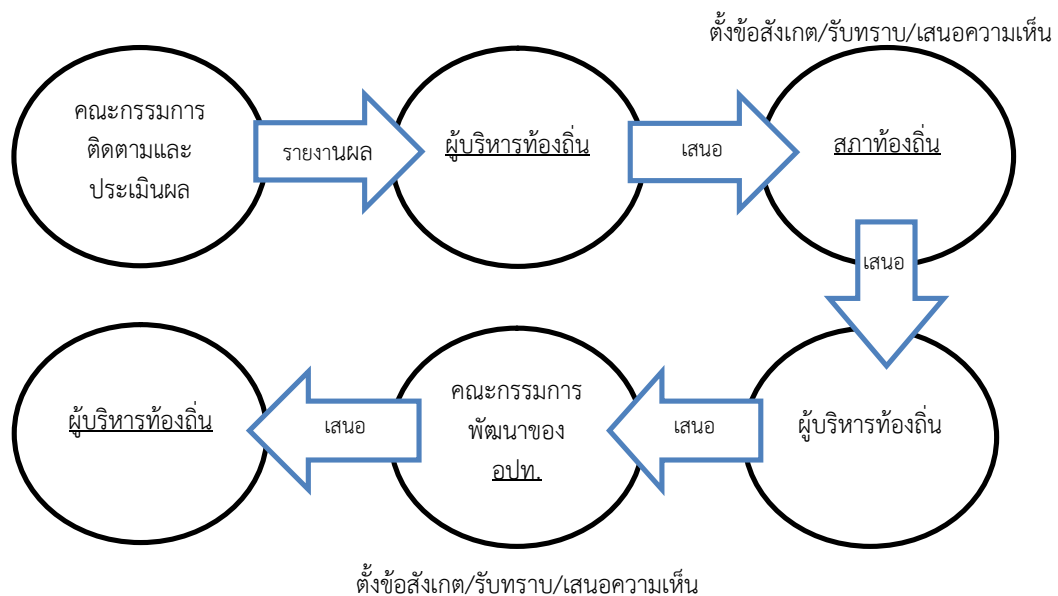 ตั้งข้อสังเกต/รับทราบ/เสนอความเห็น
คณะกรรมการ
ติดตามและ
ประเมินผล
รายงานผล
ผู้บริหารท้องถิ่น
เสนอ
สภาท้องถิ่น
เสนอ
ผู้บริหารท้องถิ่น
เสนอ
คณะกรรมการ
พัฒนาของ
อปท.
เสนอ
ผู้บริหารท้องถิ่น
ตั้งข้อสังเกต/รับทราบ/เสนอความเห็น